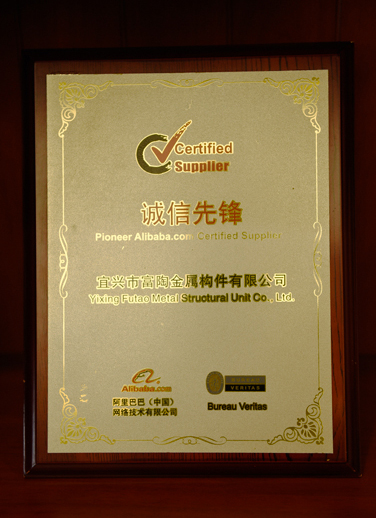 Certified
Supplier
诚信先锋
Pioneer Alibaba.com Certified Supplier
宜兴市富陶金属构件有限公司
Yixing Futao Metal Structural Unit Co., Ltd.
Alibaba.com
阿里巴巴（中国）
网络技术有限公司
VERITAS
Bureau Veritas